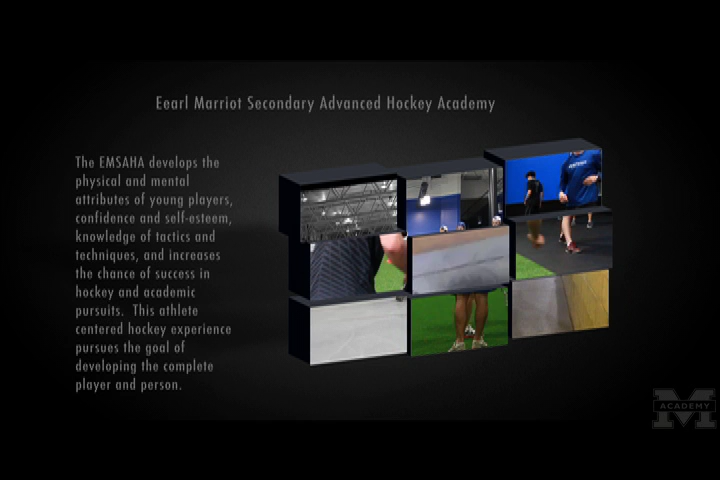 Eearl Marriot Secondary Advanced Hockey Academy
The EMSAHA develops the
physical and mental
attributes of young players,
confidence and self-esteem,
knowledge of tactics and
techniques, and increases
the chance of success in
hockey and academic
pursuits. This athlete
centered hockey experience
pursues the goal of
developing the complete
player and person.
M
ACADEMY